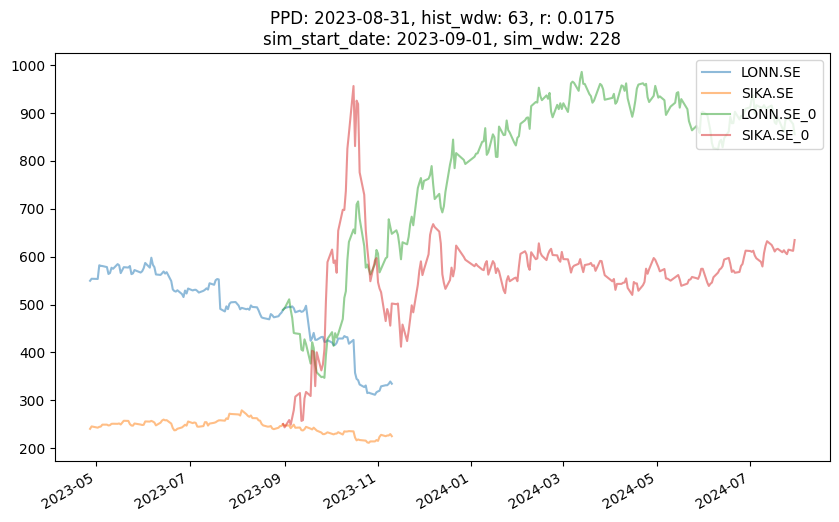 PPD: 2023-08-31, hist_wdw: 63, r: 0.0175
sim_start_date: 2023-09-01, sim_wdw: 228
LONN.SE
SIKA.SE
LONN.SE_0
SIKA.SE_0
1000
900
800
700
600
500
400
300
200
2023-05
2023-07
2023-09
2023-11
2024-01
2024-03
2024-05
2024-07